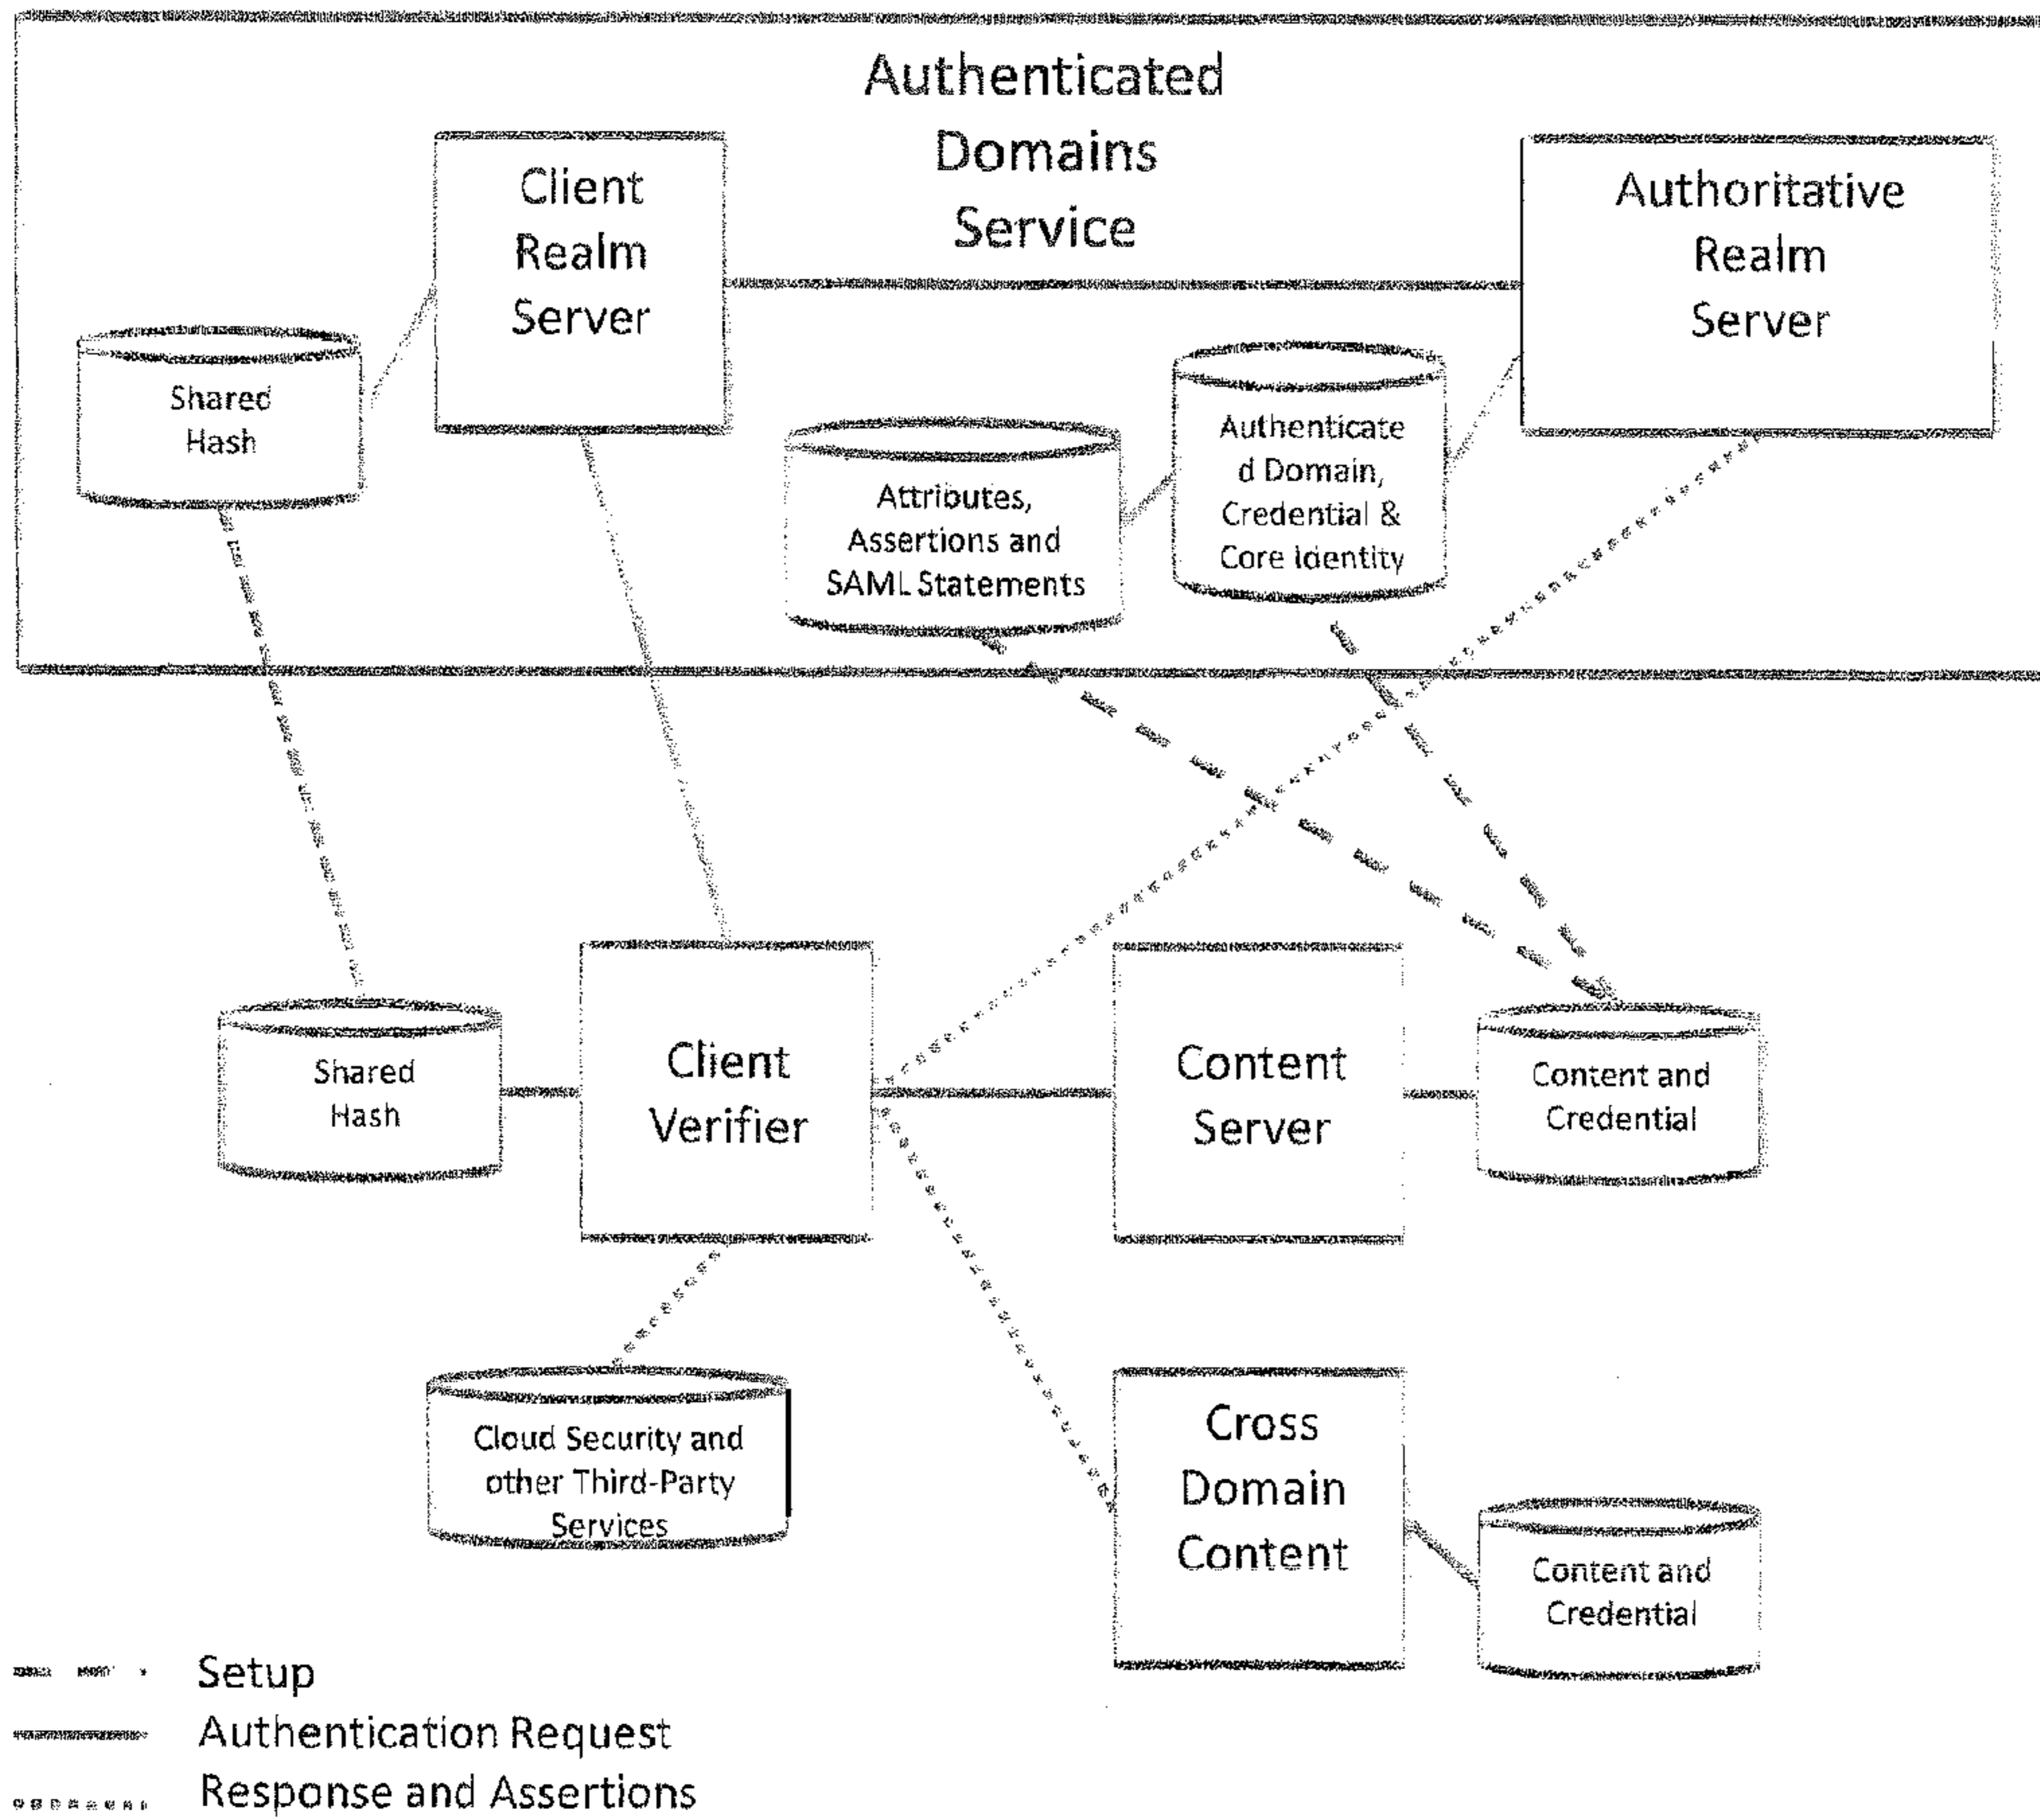 Authenticated
Domains
Service
Client
Realm
Server
Authoritative
Realm
Server
Shared
Hash
Attributes,
Assertions and
SAML Statements
Authenticate
d Domain,
Credential &
Core Identity
Shared
Hash
Client
Verifier
Content
Server
Content and
Credential
Cloud Security and
other Third-Party
Services
Cross
Domain
Content
Content and
Credential
Setup
Authentication Request
Response and Assertions